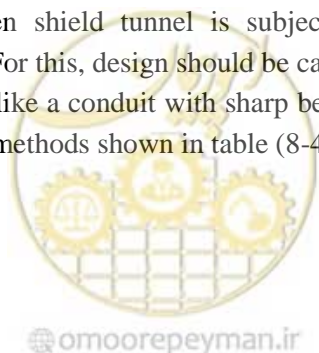 en shield tunnel is subjec
For this, design should be ca
like a conduit with sharp be
methods shown in table (8-4
@omoorepeyman.ir